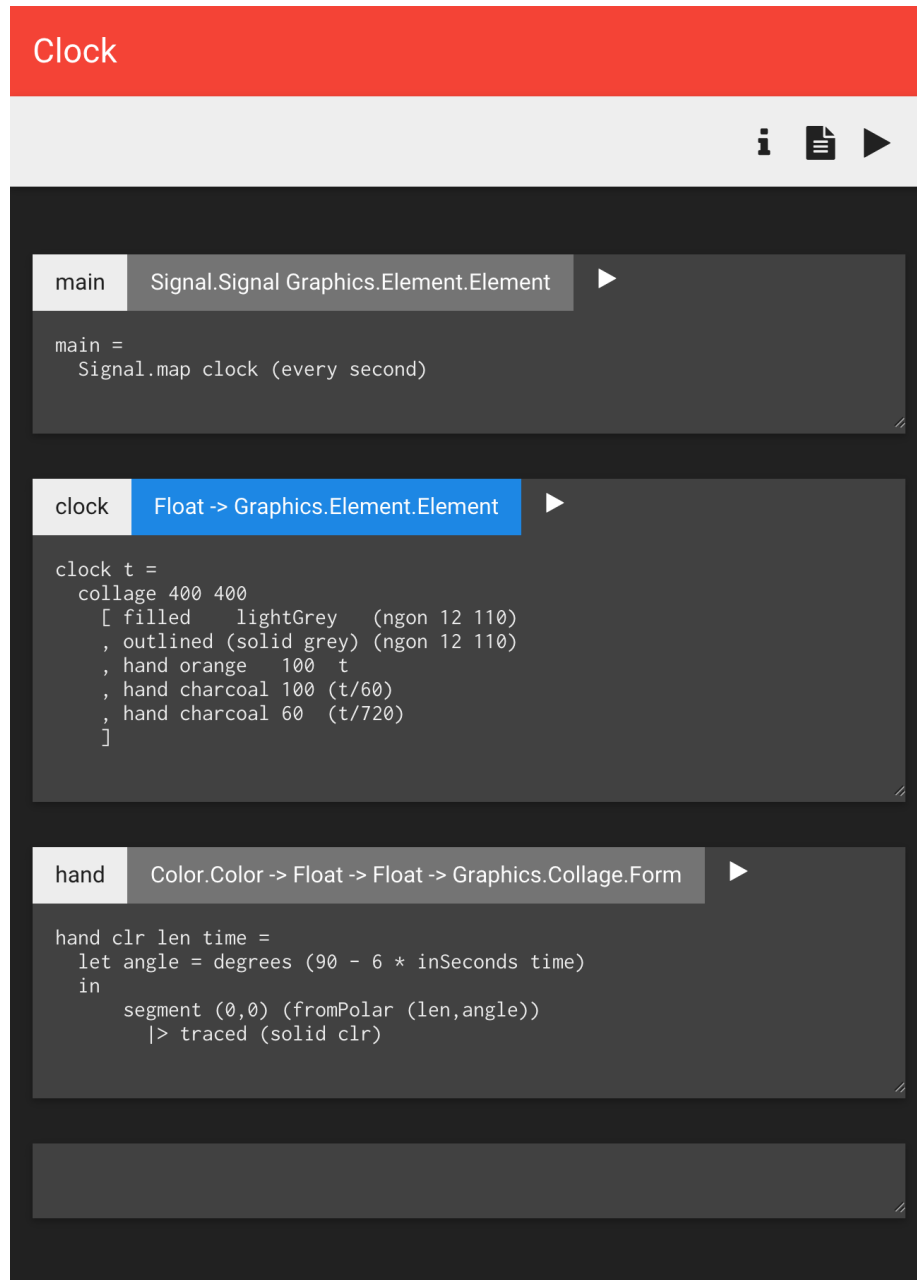 Clock
main Signal.Signal Graphics.Element.Element
main =
  Signal.map clock (every second)
clock Float -> Graphics.Element.Element
clock t =
  collage 400 400
    [ filled    lightGrey   (ngon 12 110)
    , outlined (solid grey) (ngon 12 110)
    , hand orange   100  t
    , hand charcoal 100 (t/60)
    , hand charcoal 60  (t/720)
    ]
hand Color.Color -> Float -> Float -> Graphics.Collage.Form
hand clr len time =
  let angle = degrees (90 - 6 * inSeconds time)
  in
      segment (0,0) (fromPolar (len,angle))
        |> traced (solid clr)